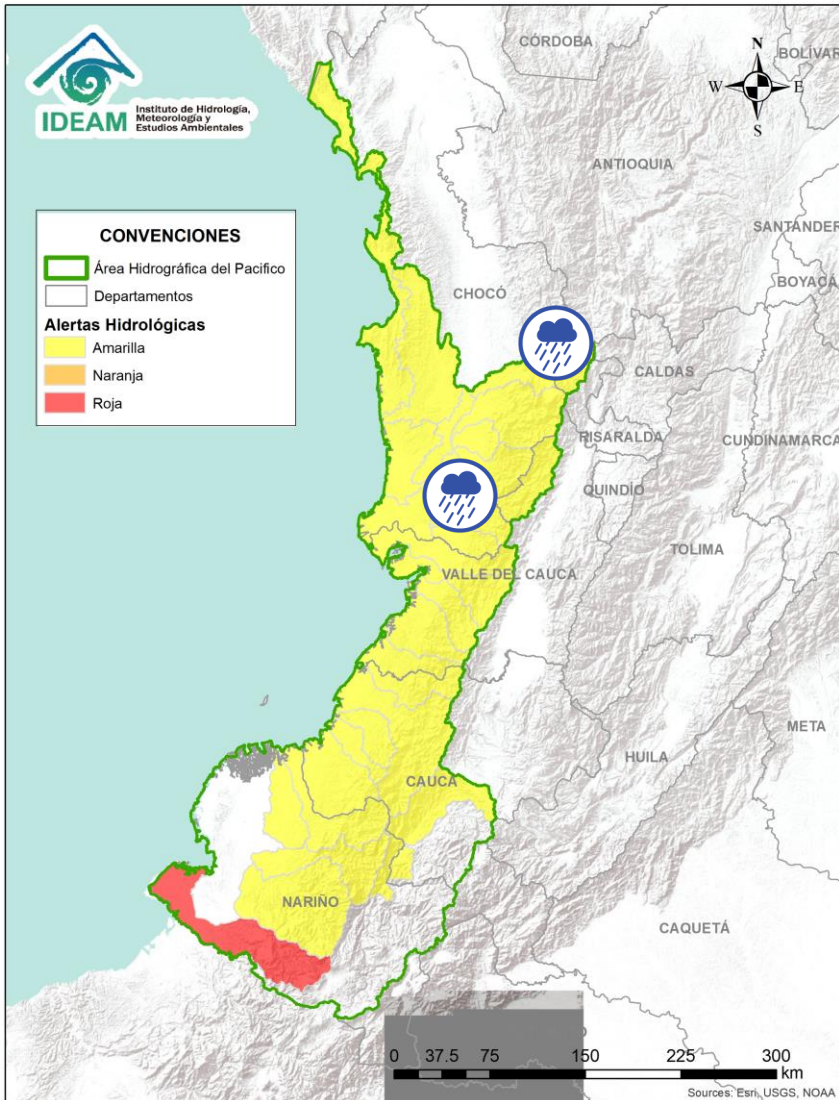 CÓRDOBA
BOLÍVAR
N
W
E
S
IDEAM
Instituto de Hidrología,
Meteorología y
Estudios Ambientales
ANTIOQUIA
CONVENCIONES
Área Hidrográfica del Pacifico
Departamentos
Alertas Hidrológicas
Amarilla
Naranja
Roja
SANTANDER
BOYACÁ
CHOCÓ
CALDAS
RISARALDA
CUNDINAMARCA
QUINDÍO
TOLIMA
VALLE DEL CAUCA
META
HUILA
CAUCA
NARIÑO
CAQUETÁ
0 37.5 75 150 225 300
km
Sources: Esri, USGS, NOAA